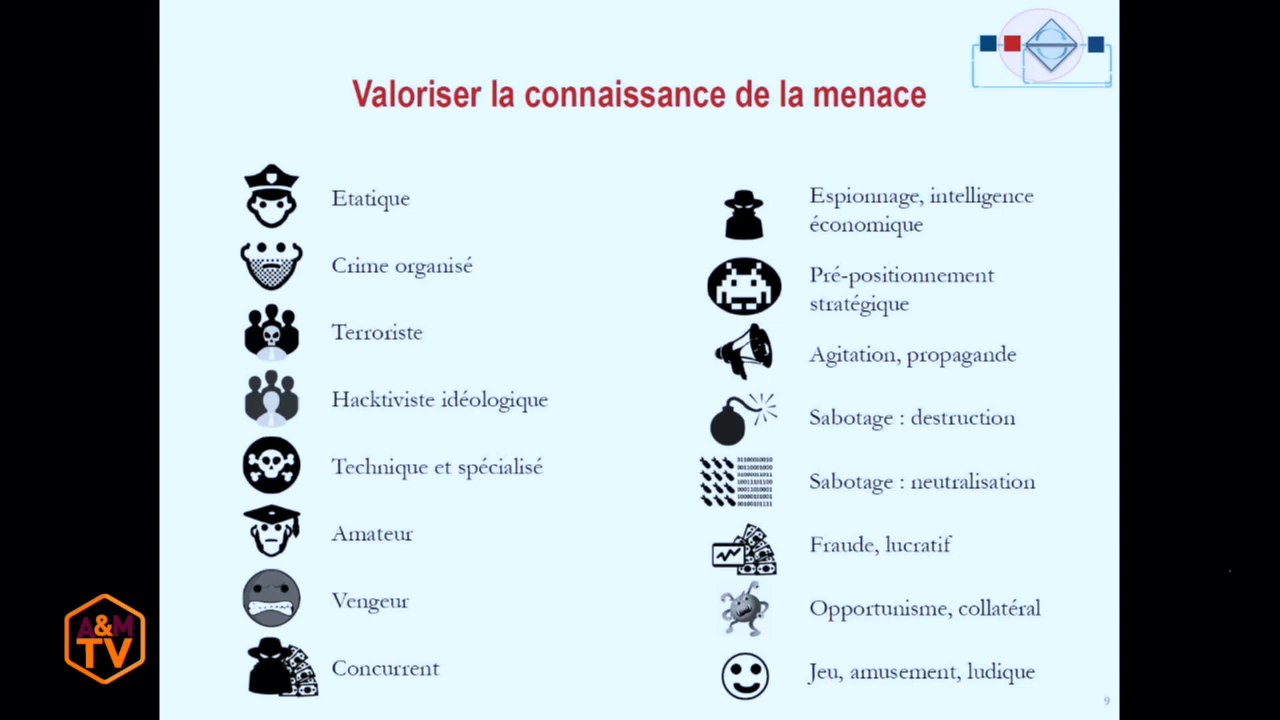 Valoriser la connaissance de la menace
Etatique
Crime organisé
Terroriste
Hacktiviste idéologique
Technique et spécialisé
Amateur
Vengeur
Concurrent
Espionnage, intelligence
économique
Pré-positionnement
stratégique
Agitation, propagande
Sabotage : destruction
Sabotage : neutralisation
Fraude, lucratif
Opportunisme, collatéral
Jeu, amusement, ludique
9
A&M
TV